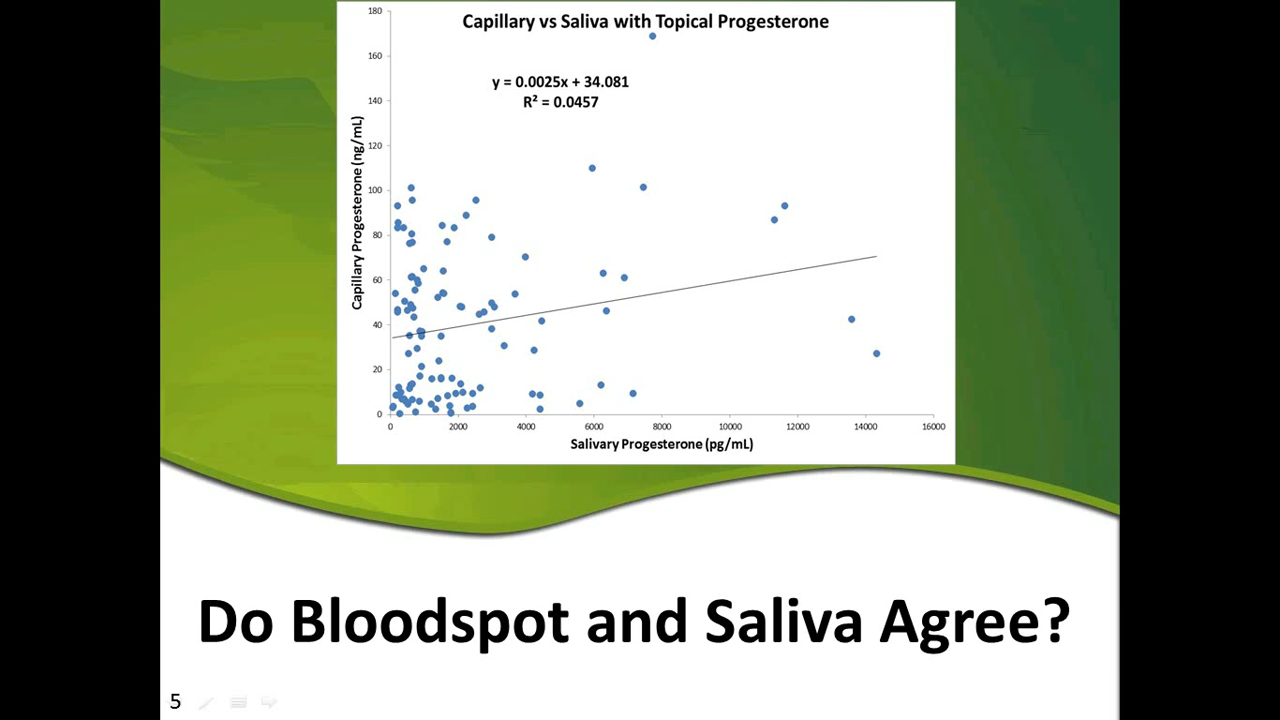 Capillary vs Saliva with Topical Progesterone
y = 0.0025x + 34.081
R² = 0.0457
Capillary Progesterone (ng/mL)
180
160
140
120
100
80
60
40
20
0
0 2000 4000 6000 8000 10000 12000 14000 16000
Salivary Progesterone (pg/mL)
Do Bloodspot and Saliva Agree?
5